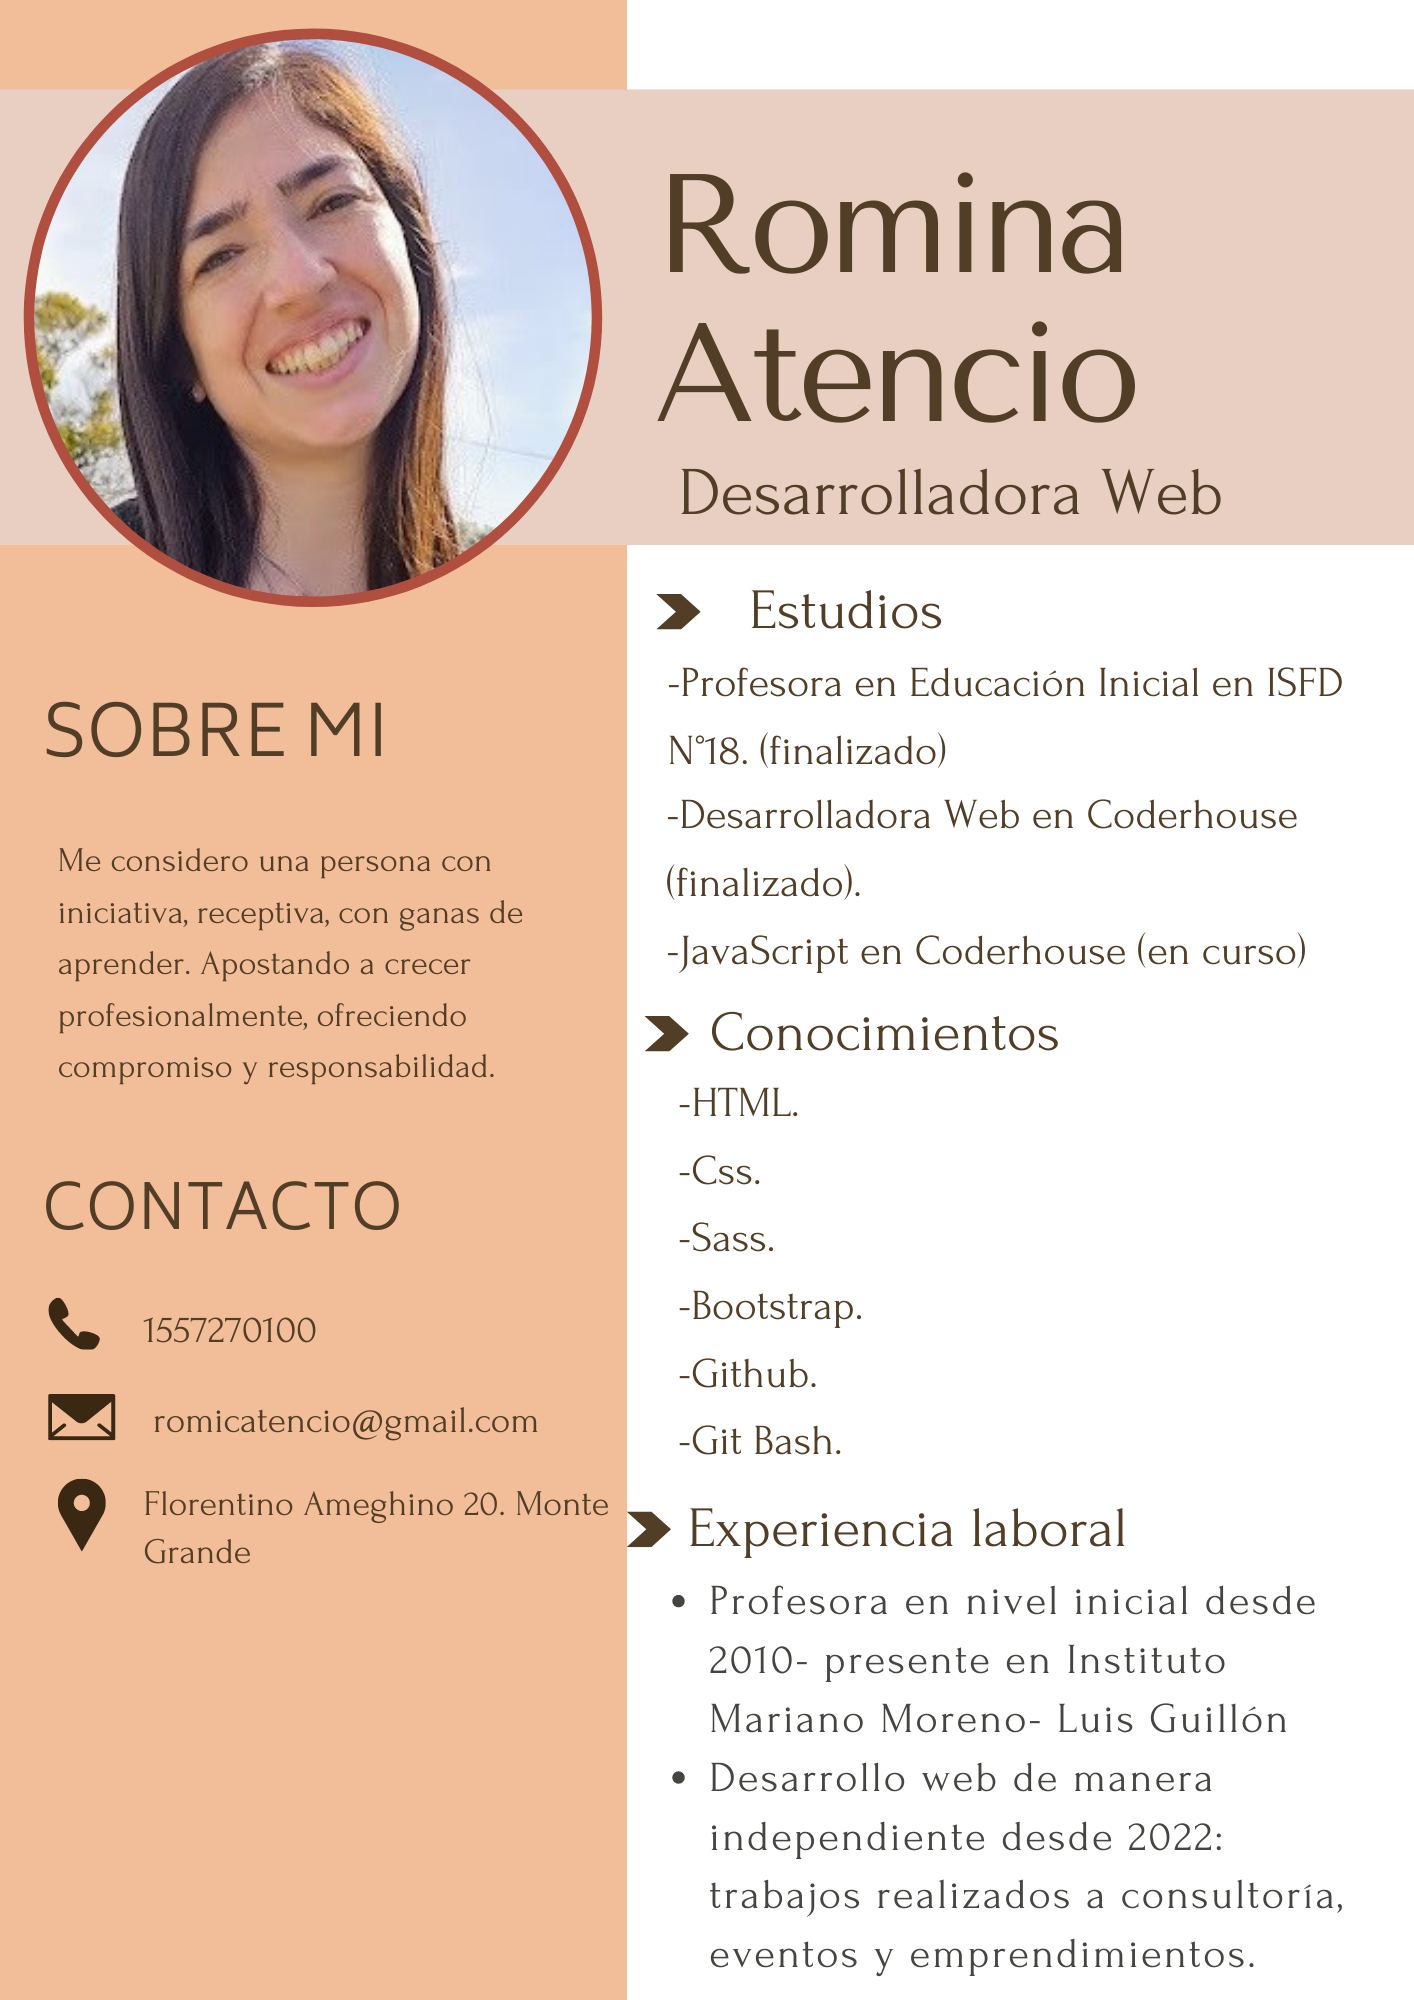 Romina
Atencio
Desarrolladora Web
SOBRE MI
Me considero una persona con
iniciativa, receptiva, con ganas de
aprender. Apostando a crecer
profesionalmente, ofreciendo
compromiso y responsabilidad.
CONTACTO
1557270100
romicatencio@gmail.com
Florentino Ameghino 20. Monte
Grande
Estudios
-Profesora en Educación Inicial en ISFD
N°18. (finalizado)
-Desarrolladora Web en Coderhouse
(finalizado).
-JavaScript en Coderhouse (en curso)
Conocimientos
-HTML.
-Css.
-Sass.
-Bootstrap.
-Github.
-Git Bash.
Experiencia laboral
• Profesora en nivel inicial desde
2010- presente en Instituto
Mariano Moreno- Luis Guillón
• Desarrollo web de manera
independiente desde 2022:
trabajos realizados a consultoría,
eventos y emprendimientos.